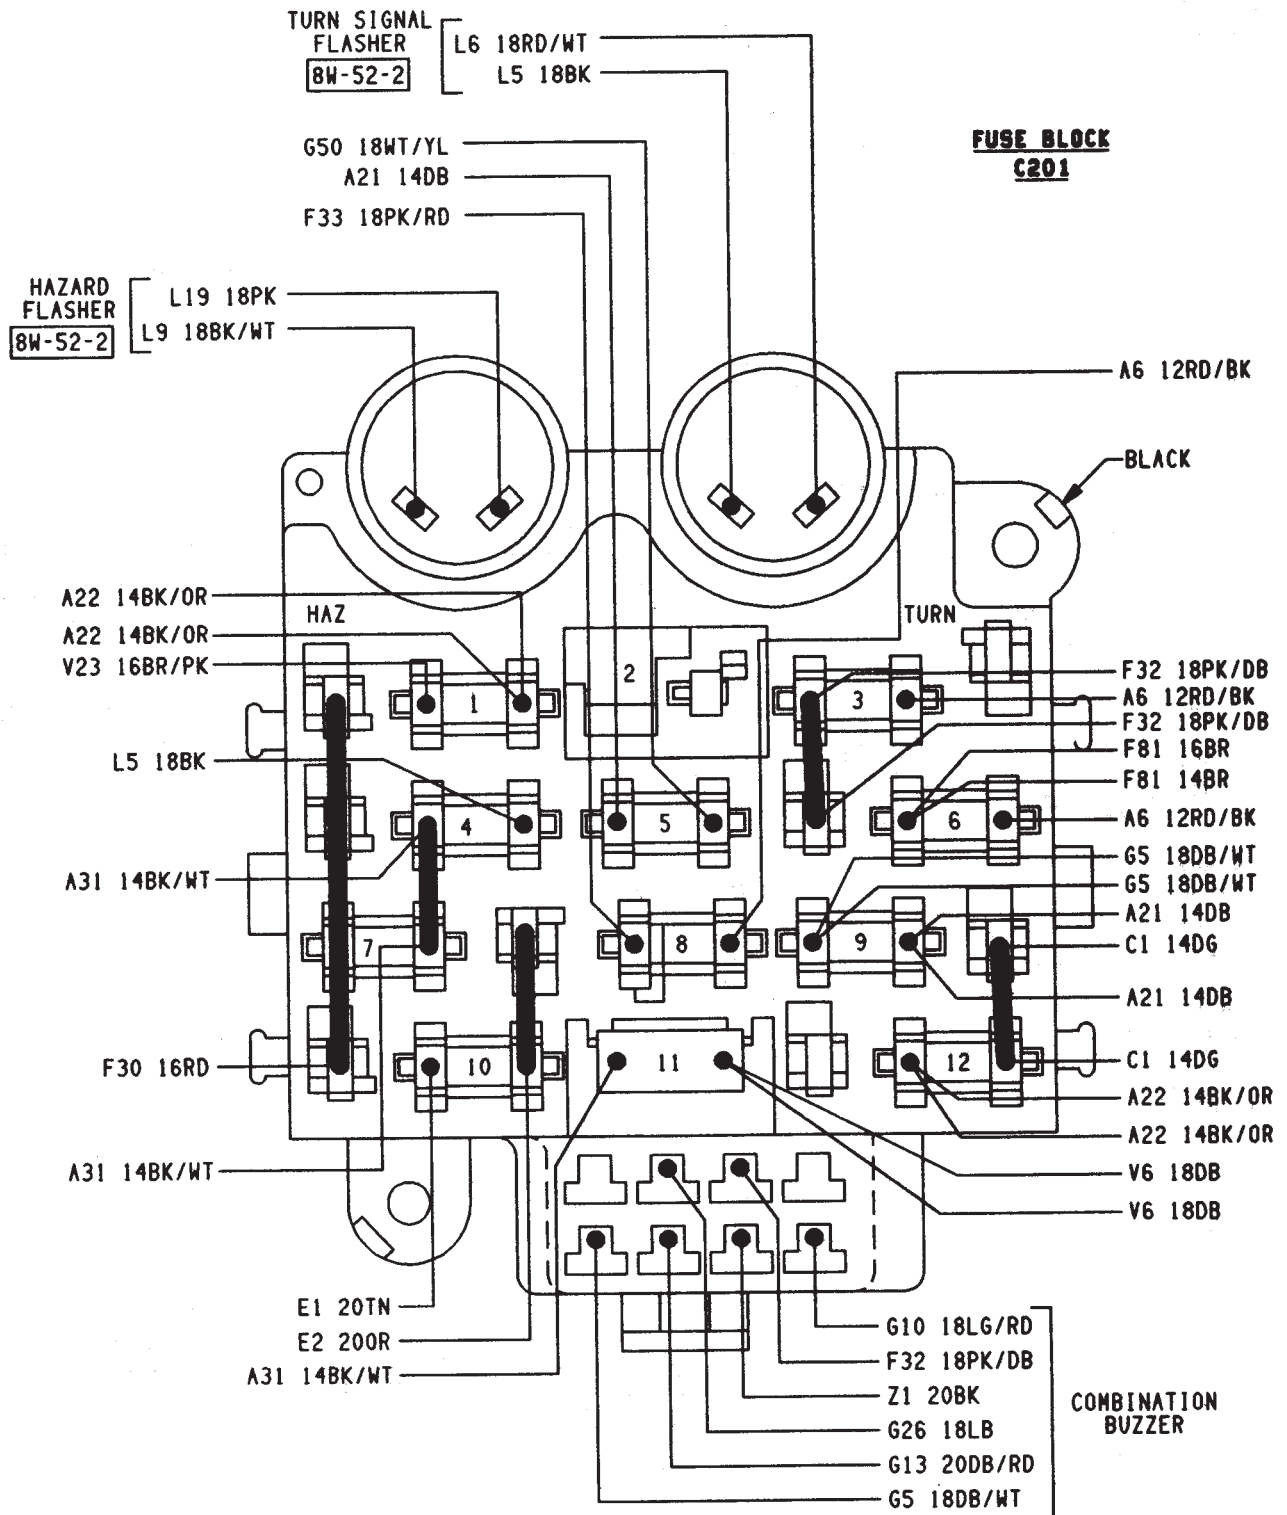 TURN SIGNAL
FLASHER
8W-52-2
L6 18RD/WT
L5 18BK
FUSE BLOCK
C201
G50 18WT/YL
A21 14DB
F33 18PK/RD
HAZARD
FLASHER
8W-52-2
L19 18PK
L9 18BK/WT
A6 12RD/BK
BLACK
A22 14BK/OR
A22 14BK/OR
V23 16BR/PK
L5 18BK
A31 14BK/WT
F30 16RD
A31 14BK/WT
HAZ
TURN
1
2
3
4
5
6
7
8
9
10
11
12
F32 18PK/DB
A6 12RD/BK
F32 18PK/DB
F81 16BR
F81 14BR
A6 12RD/BK
G5 18DB/WT
G5 18DB/WT
A21 14DB
C1 14DG
A21 14DB
C1 14DG
A22 14BK/OR
A22 14BK/OR
V6 18DB
V6 18DB
E1 20TN
E2 20OR
A31 14BK/WT
G10 18LG/RD
F32 18PK/DB
Z1 20BK
G26 18LB
G13 20DB/RD
G5 18DB/WT
COMBINATION
BUZZER